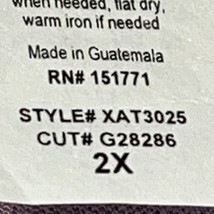 when needed, flat dry,
warm iron if needed
Made in Guatemala
RN# 151771
STYLE# XAT3025
CUT# G28286
2X